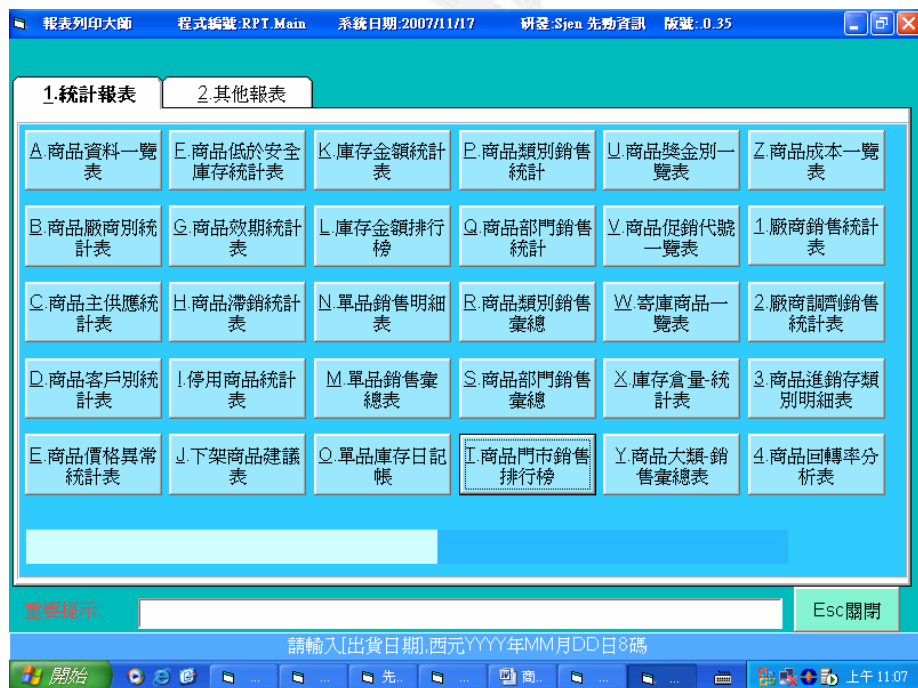 報表列印大師 程式編號:RPT.Main 系統日期:2007/11/17 研發:Sjen 先勁資訊 版號:.0.35
1.統計報表 2.其他報表
A.商品資料一覽
表
E.商品低於安全
庫存統計表
K.庫存金額統計
表
P.商品類別銷售
統計
U.商品獎金別一
覽表
Z.商品成本一覽
表
B.商品廠商別統
計表
G.商品效期統計
表
L.庫存金額排行
榜
Q.商品部門銷售
統計
V.商品促銷代號
一覽表
1.廠商銷售統計
表
C.商品主供應統
計表
H.商品滯銷統計
表
N.單品銷售明細
表
R.商品類別銷售
彙總
W.寄庫商品一
覽表
2.廠商調劑銷售
統計表
D.商品客戶別統
計表
I.停用商品統計
表
M.單品銷售彙
總表
S.商品部門銷售
彙總
X.庫存倉量-統
計表
3.商品進銷存類
別明細表
E.商品價格異常
統計表
J.下架商品建議
表
O.單品庫存日記
帳
T.商品門市銷售
排行榜
Y.商品大類-銷
售彙總表
4.商品回轉率分
析表
重要提示:
Esc關閉
請輸入[出貨日期],西元YYYY年MM月DD日8碼
開始 ... ... 先.. ... 商.. ... ... 上午 11:07